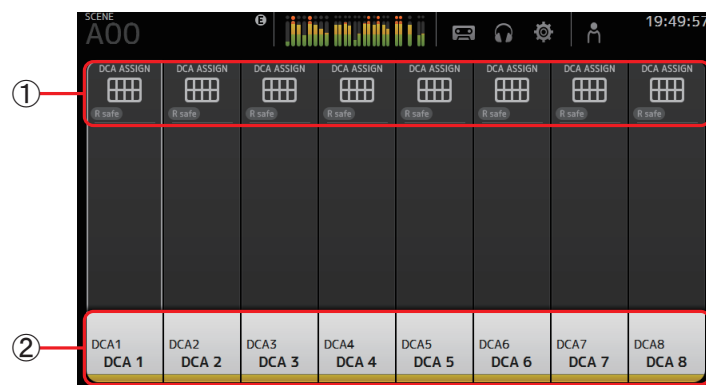 SCENE
A00
E
19:49:57
①
DCA ASSIGN DCA ASSIGN DCA ASSIGN DCA ASSIGN DCA ASSIGN DCA ASSIGN DCA ASSIGN DCA ASSIGN
R safe R safe R safe R safe R safe R safe R safe R safe
②
DCA1 DCA2 DCA3 DCA4 DCA5 DCA6 DCA7 DCA8
DCA 1 DCA 2 DCA 3 DCA 4 DCA 5 DCA 6 DCA 7 DCA 8